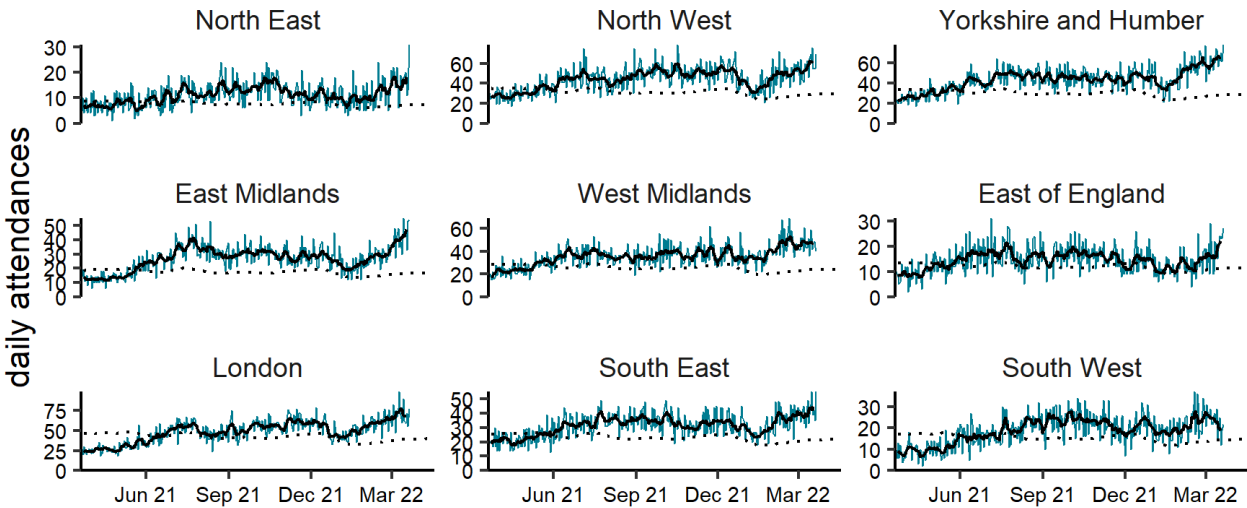 North East North West Yorkshire and Humber
30 60 60
20 40 40
10 20 20
0 0 0
daily attendances
East Midlands West Midlands East of England
50 60 30
40 40 20
30 20 10
20 0 0
10
0
London South East South West
75 50 30
50 40 20
25 30 10
0 20 0
10
0
Jun 21 Sep 21 Dec 21 Mar 22 Jun 21 Sep 21 Dec 21 Mar 22 Jun 21 Sep 21 Dec 21 Mar 22